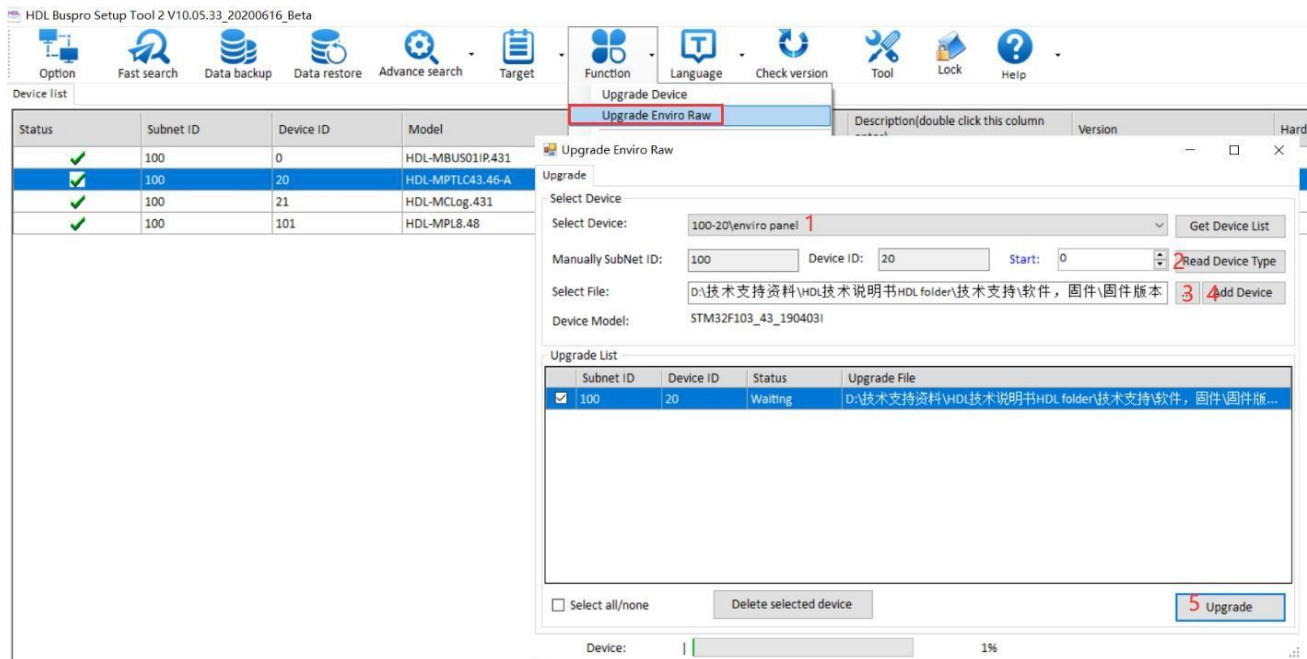 HDL Buspro Setup Tool 2 V10.05.33_20200616_Beta
Option Fast search Data backup Data restore Advance search Target Function Language Check version Tool Lock Help
Device list
Upgrade Device
Upgrade Enviro Raw
Status Subnet ID Device ID Model Description(double click this column Version Hard
100 0 HDL-MBUS01IP.431
100 20 HDL-MPTLC43.46-A
100 21 HDL-MCLog.431
100 101 HDL-MPL8.48
Upgrade Enviro Raw
Upgrade
Select Device
Select Device: 100-20\enviro panel 1 Get Device List
Manually SubNet ID: 100 Device ID: 20 Start: 0 2 Read Device Type
Select File: D:\技术支持资料\HDL技术说明书HDL folder\技术支持\软件，固件\固件版本 3 4 Add Device
Device Model: STM32F103_43_190403I
Upgrade List
Subnet ID Device ID Status Upgrade File
100 20 Waiting D:\技术支持资料\HDL技术说明书HDL folder\技术支持\软件，固件\固件版...
Select all/none Delete selected device 5 Upgrade
Device: 1%